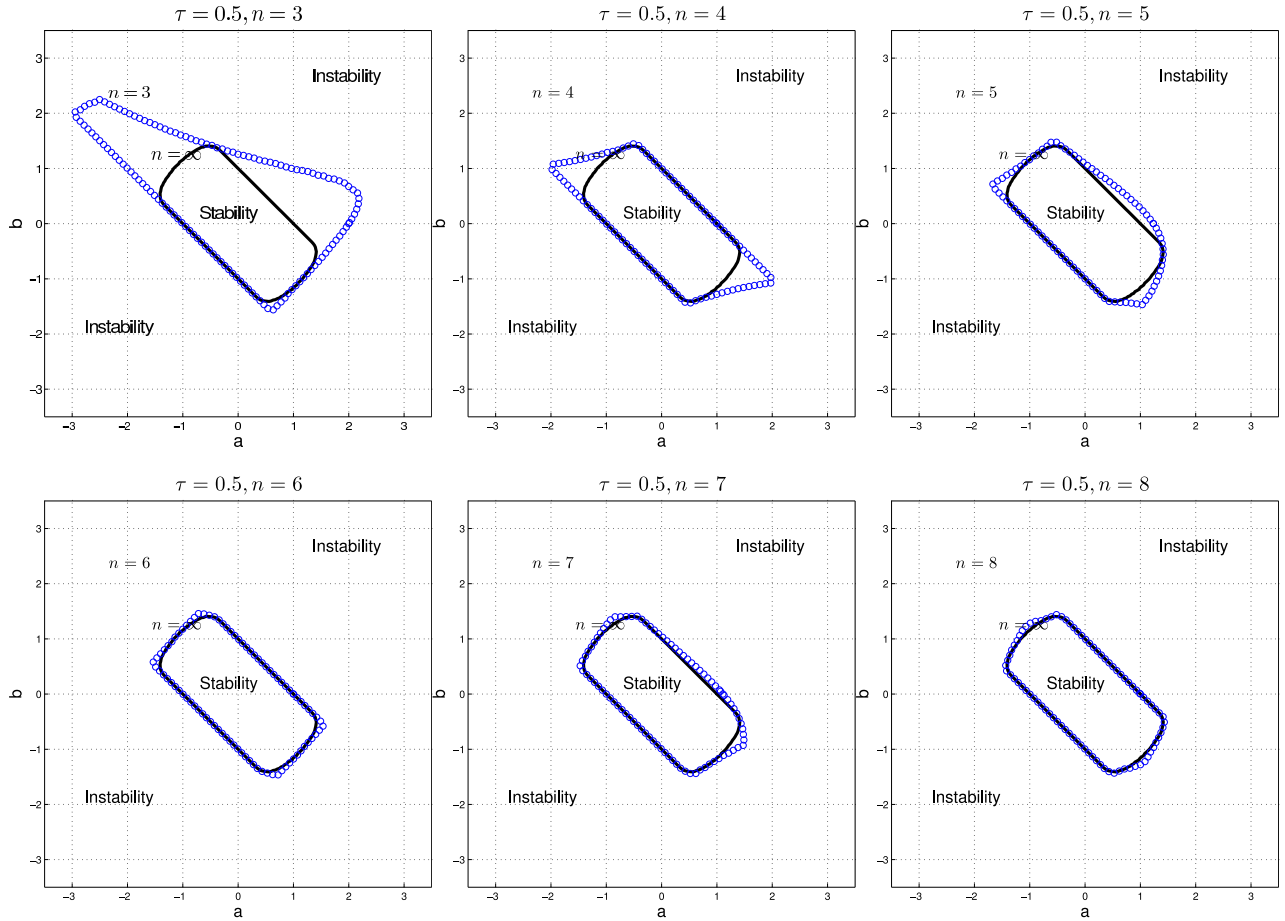 τ = 0.5, n = 3
Instability
n = 3
n = ∞
Stability
Instability
3
2
1
0
−1
−2
−3
b
−3 −2 −1 0 1 2 3
a
τ = 0.5, n = 4
Instability
n = 4
n = ∞
Stability
Instability
3
2
1
0
−1
−2
−3
b
−3 −2 −1 0 1 2 3
a
τ = 0.5, n = 5
Instability
n = 5
n = ∞
Stability
Instability
3
2
1
0
−1
−2
−3
b
−3 −2 −1 0 1 2 3
a
τ = 0.5, n = 6
Instability
n = 6
n = ∞
Stability
Instability
3
2
1
0
−1
−2
−3
b
−3 −2 −1 0 1 2 3
a
τ = 0.5, n = 7
Instability
n = 7
n = ∞
Stability
Instability
3
2
1
0
−1
−2
−3
b
−3 −2 −1 0 1 2 3
a
τ = 0.5, n = 8
Instability
n = 8
n = ∞
Stability
Instability
3
2
1
0
−1
−2
−3
b
−3 −2 −1 0 1 2 3
a